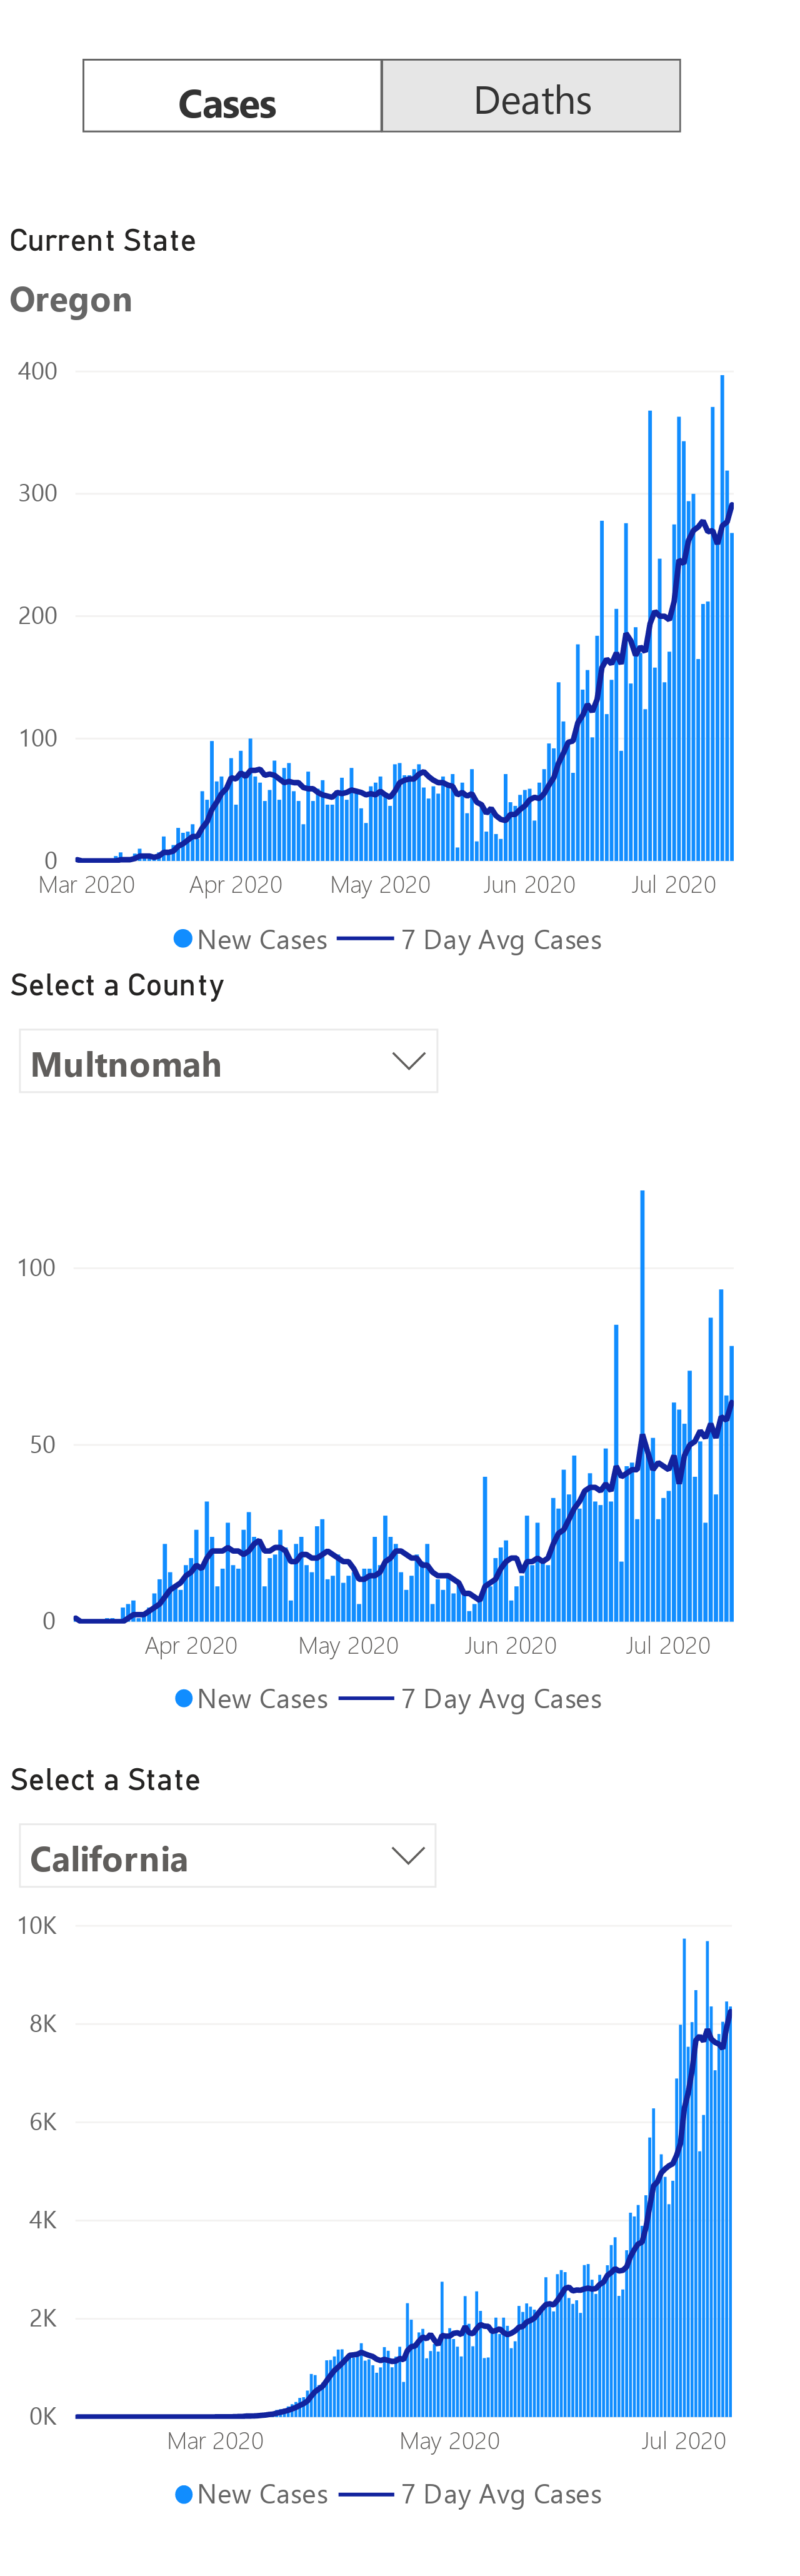 Cases Deaths
Current State
Oregon
400
300
200
100
0
Mar 2020 Apr 2020 May 2020 Jun 2020 Jul 2020
New Cases 7 Day Avg Cases
Select a County
Multnomah
100
50
0
Apr 2020 May 2020 Jun 2020 Jul 2020
New Cases 7 Day Avg Cases
Select a State
California
10K
8K
6K
4K
2K
0K
Mar 2020 May 2020 Jul 2020
New Cases 7 Day Avg Cases